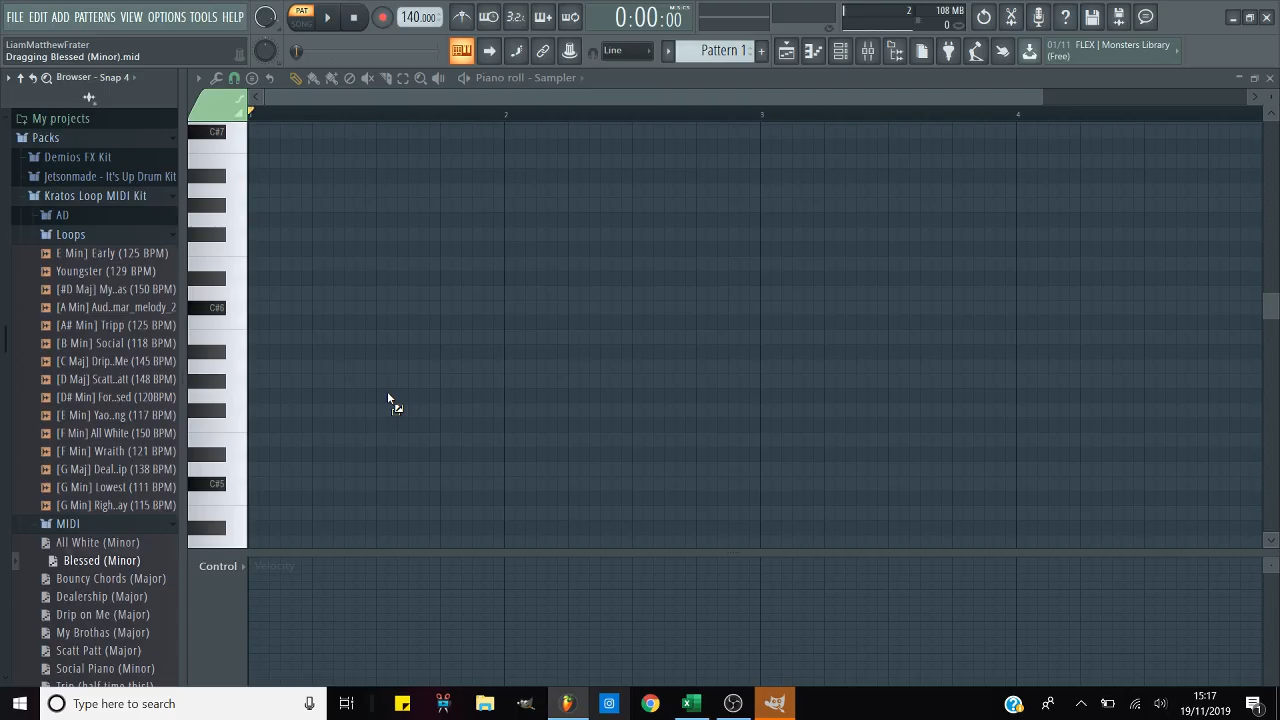 FILE EDIT ADD PATTERNS VIEW OPTIONS TOOLS HELP
PAT
SONG
140.000
3.2.
0:00:00
M:S:CS
2
108 MB
0
LiamMatthewFrater
Dragging Blessed (Minor).mid
Line
Pattern 1
01/11 FLEX | Monsters Library
(Free)
Browser - Snap 4
Piano roll - Sampler
My projects
Packs
Demios FX Kit
Jetsonmade - It's Up Drum Kit
Kratos Loop MIDI Kit
AD
Loops
E Min] Early (125 BPM)
Youngster (129 BPM)
[#D Maj] My..as (150 BPM)
[A Min] Aud..mar_melody_2
[A# Min] Tripp (125 BPM)
[B Min] Social (118 BPM)
[C Maj] Drip..Me (145 BPM)
[D Maj] Scatt..att (148 BPM)
[D# Min] For..sed (120BPM)
[E Min] Yao..ng (117 BPM)
[F Min] All White (150 BPM)
[F Min] Wraith (121 BPM)
[G Maj] Deal..ip (138 BPM)
[G Min] Lowest (111 BPM)
[G Min] Righ..ay (115 BPM)
MIDI
All White (Minor)
Blessed (Minor)
Bouncy Chords (Major)
Dealership (Major)
Drip on Me (Major)
My Brothas (Major)
Scatt Patt (Major)
Social Piano (Minor)
2
3
4
C#7
C#6
C#5
Control
Velocity
Type here to search
15:17
19/11/2019
1